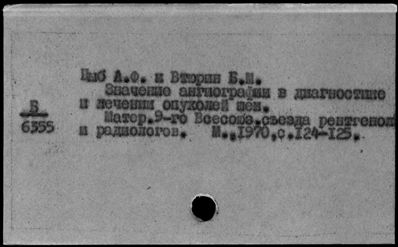 Цыб А.Ф. и Вторин Б.М.
Значение ангиографии в диагностике
и лечении опухолей шеи.
Матер.9-го Всесоюз.съезда рентгенол
и радиологов. М.,1970,с.124-125.
Б
6355